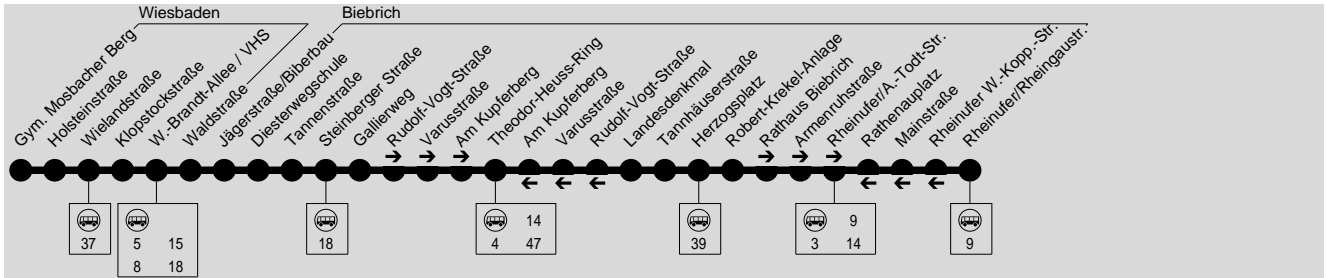 Wiesbaden
Biebrich
Gym. Mosbacher Berg
Holsteinstraße
Wielandstraße
Klopstockstraße
W.-Brandt-Allee / VHS
Waldstraße
Jägerstraße/Biberbau
Diesterwegschule
Tannenstraße
Steinberger Straße
Gallierweg
Rudolf-Vogt-Straße
Varusstraße
Am Kupferberg
Theodor-Heuss-Ring
Am Kupferberg
Varusstraße
Rudolf-Vogt-Straße
Landesdenkmal
Tannhäuserstraße
Herzogsplatz
Robert-Krekel-Anlage
Rathaus Biebrich
Armenruhstraße
Rheinufer/A.-Todt-Str.
Rathenauplatz
Mainstraße
Rheinufer W.-Kopp.-Str.
Rheinufer/Rheingaustr.
37
5 15
8 18
18
14
4 47
39
9
3 14
9